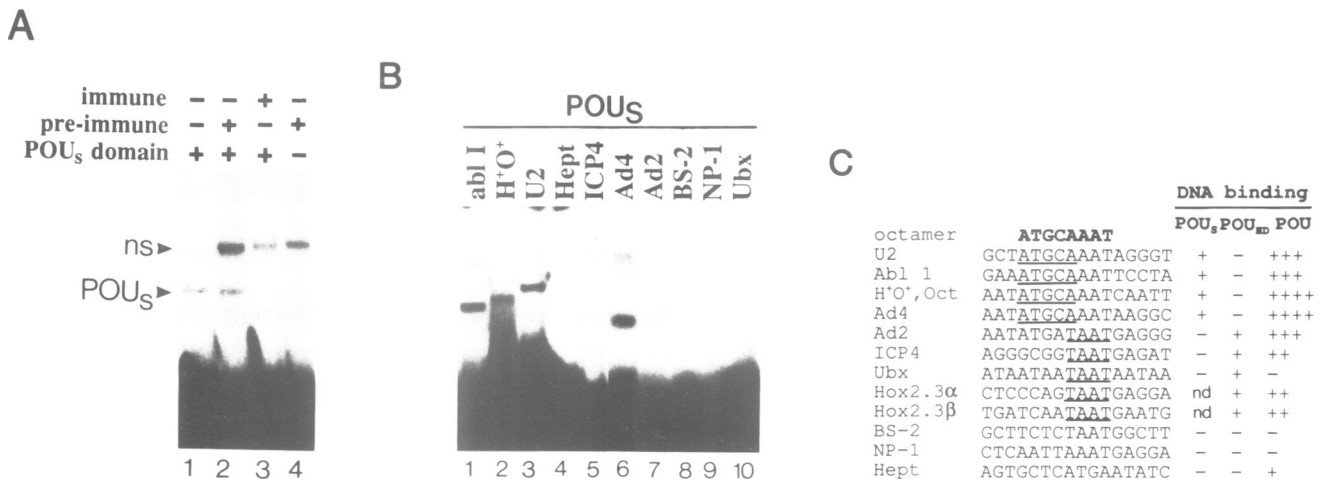 A
immune − − + −
pre-immune − + − +
POUS domain + + + −
ns
POUS
1 2 3 4
B
POUS
abl I H+O+ U2 Hept ICP4 Ad4 Ad2 BS-2 NP-1 Ubx
1 2 3 4 5 6 7 8 9 10
C
DNA binding
POUS POUHD POU
octamer ATGCAAAT
U2 GCTATGCAAATAGGGT + − +++
Abl 1 GAAATGCAAATTCCTA + − +++
H+O+,Oct AATATGCAAATCAATT + − ++++
Ad4 AATATGCAAATAAGGC + − ++++
Ad2 AATATGATAATGAGGG − + +++
ICP4 AGGGCGGTAATGAGAT − + ++
Ubx ATAATAATAATAATAA − + −
Hox2.3α CTCCCAGTAATGAGGA nd + ++
Hox2.3β TGATCAATAATGAATG nd + ++
BS-2 GCTTCTCTAATGGCTT − − −
NP-1 CTCAATTAAATGAGGA − − −
Hept AGTGCTCATGAATATC − − +